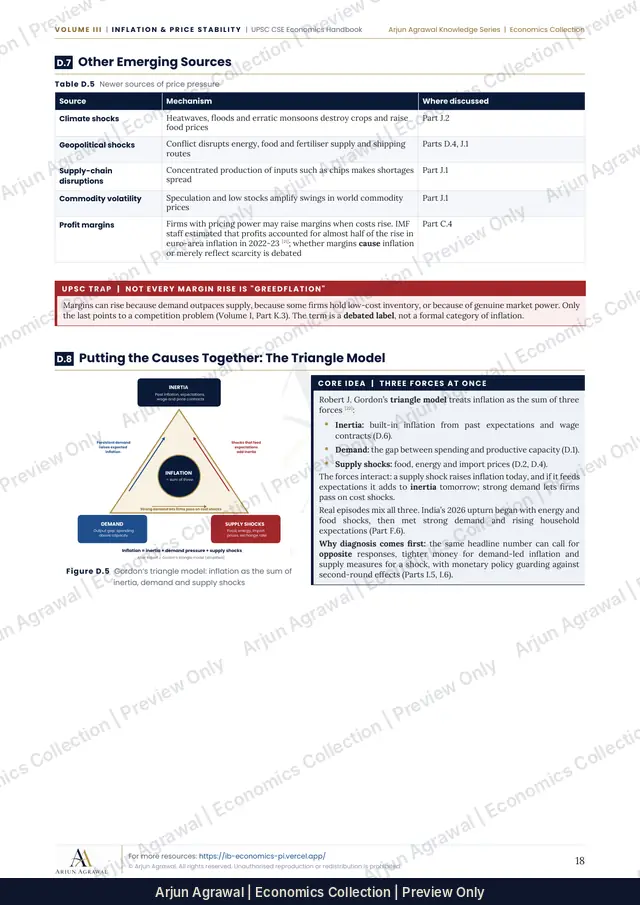 VOLUME III | INFLATION & PRICE STABILITY | UPSC CSE Economics Handbook
Arjun Agrawal Knowledge Series | Economics Collection
D.7 Other Emerging Sources
Table D.5 Newer sources of price pressure
Source Mechanism Where discussed
Climate shocks Heatwaves, floods and erratic monsoons destroy crops and raise Part J.2
food prices
Geopolitical shocks Conflict disrupts energy, food and fertiliser supply and shipping Parts D.4, J.1
routes
Supply-chain Concentrated production of inputs such as chips makes shortages Part J.1
disruptions spread
Commodity volatility Speculation and low stocks amplify swings in world commodity Part J.1
prices
Profit margins Firms with pricing power may raise margins when costs rise. IMF Part C.4
staff estimated that profits accounted for almost half of the rise in
euro-area inflation in 2022-23; whether margins cause inflation
or merely reflect scarcity is debated
UPSC TRAP | NOT EVERY MARGIN RISE IS "GREEDFLATION"
Margins can rise because demand outpaces supply, because some firms hold low-cost inventory, or because of genuine market power. Only
the last points to a competition problem (Volume I, Part K.3). The term is a debated label, not a formal category of inflation.
D.8 Putting the Causes Together: The Triangle Model
INERTIA
Past inflation, expectations,
wage and price contracts
Persistent demand
raises expected
inflation
Shocks that feed
expectations
add inertia
INFLATION
= sum of three
Strong demand lets firms pass on cost shocks
DEMAND
Output gap: spending
above capacity
SUPPLY SHOCKS
Food, energy, import
prices, exchange rate
Inflation = inertia + demand pressure + supply shocks
Figure D.5 Gordon's triangle model: inflation as the sum of
inertia, demand and supply shocks
CORE IDEA | THREE FORCES AT ONCE
Robert J. Gordon's triangle model treats inflation as the sum of three
forces:
• Inertia: built-in inflation from past expectations and wage
contracts (D.6).
• Demand: the gap between spending and productive capacity (D.1).
• Supply shocks: food, energy and import prices (D.2, D.4).
The forces interact: a supply shock raises inflation today, and if it feeds
expectations it adds to inertia tomorrow; strong demand lets firms
pass on cost shocks.
Real episodes mix all three. India's 2026 upturn began with energy and
food shocks, then met strong demand and rising household
expectations (Part F.6).
Why diagnosis comes first: the same headline number can call for
opposite responses, tighter money for demand-led inflation and
supply measures for a shock, with monetary policy guarding against
second-round effects (Parts I.5, I.6).
ARJUN AGRAWAL
For more resources: https://ib-economics-pi.vercel.app/
© Arjun Agrawal. All rights reserved. Unauthorised reproduction or redistribution is prohibited.
18
Arjun Agrawal | Economics Collection | Preview Only